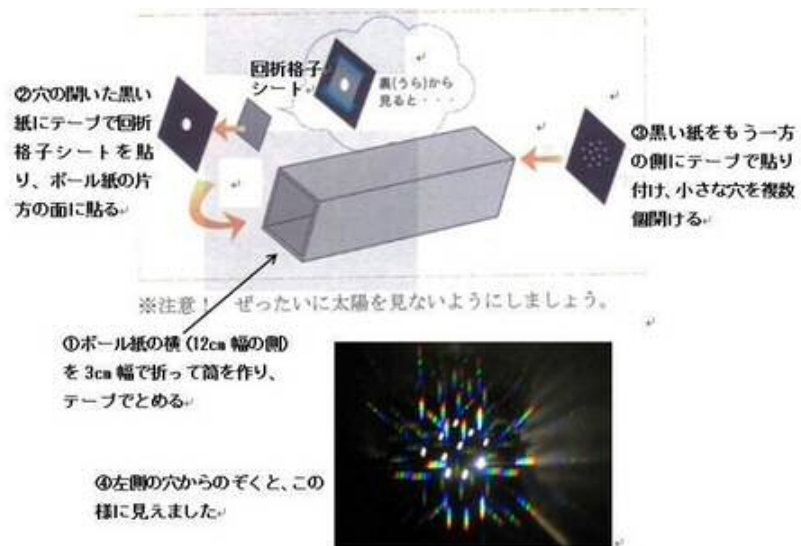 回折格子
シート
裏(うら)から
見ると・・・
②穴の開いた黒い
紙にテープで回折
格子シートを貼
り、ボール紙の片
方の面に貼る
③黒い紙をもう一方
の側にテープで貼り
付け、小さな穴を複数
個開ける
※注意！　ぜったいに太陽を見ないようにしましょう。
①ボール紙の横(12cm 幅の側)
を 3cm 幅で折って筒を作り、
テープでとめる
④左側の穴からのぞくと、この
様に見えました